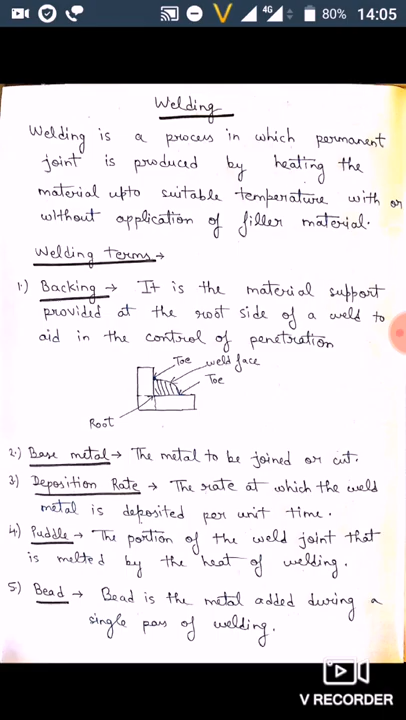 4G 80% 14:05
Welding
Welding is a process in which permanent
joint is produced by heating the
material upto suitable temperature with or
without application of filler material.
Welding Terms →
1.) Backing → It is the material support
provided at the root side of a weld to
aid in the control of penetration
Toe weld face
Toe
Root
2.) Base metal → The metal to be joined or cut.
3) Deposition Rate → The rate at which the weld
metal is deposited per unit time.
4) Puddle → The portion of the weld joint that
is melted by the heat of welding.
5) Bead → Bead is the metal added during a
single pass of welding.
V RECORDER